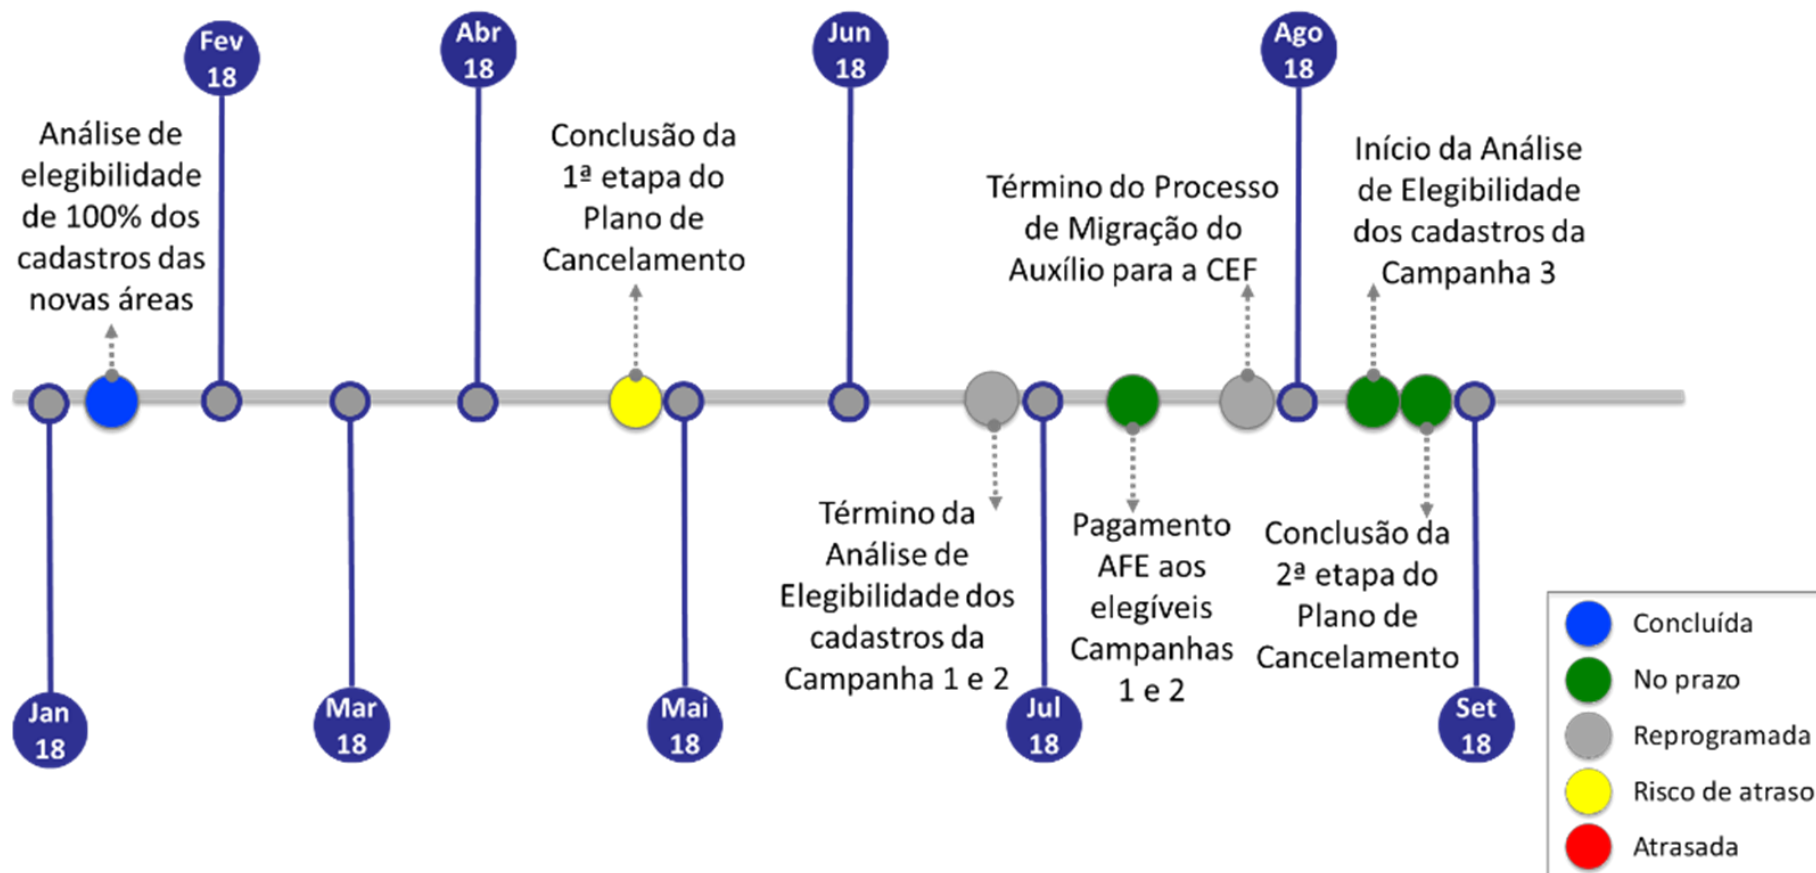 Fev
18
Abr
18
Jun
18
Ago
18
Análise de
elegibilidade
de 100% dos
cadastros das
novas áreas
Conclusão da
1ª etapa do
Plano de
Cancelamento
Término do Processo
de Migração do
Auxílio para a CEF
Início da Análise
de Elegibilidade
dos cadastros da
Campanha 3
Término da
Análise de
Elegibilidade dos
cadastros da
Campanha 1 e 2
Pagamento
AFE aos
elegíveis
Campanhas
1 e 2
Conclusão da
2ª etapa do
Plano de
Cancelamento
Jan
18
Mar
18
Mai
18
Jul
18
Set
18
Concluída
No prazo
Reprogramada
Risco de atraso
Atrasada